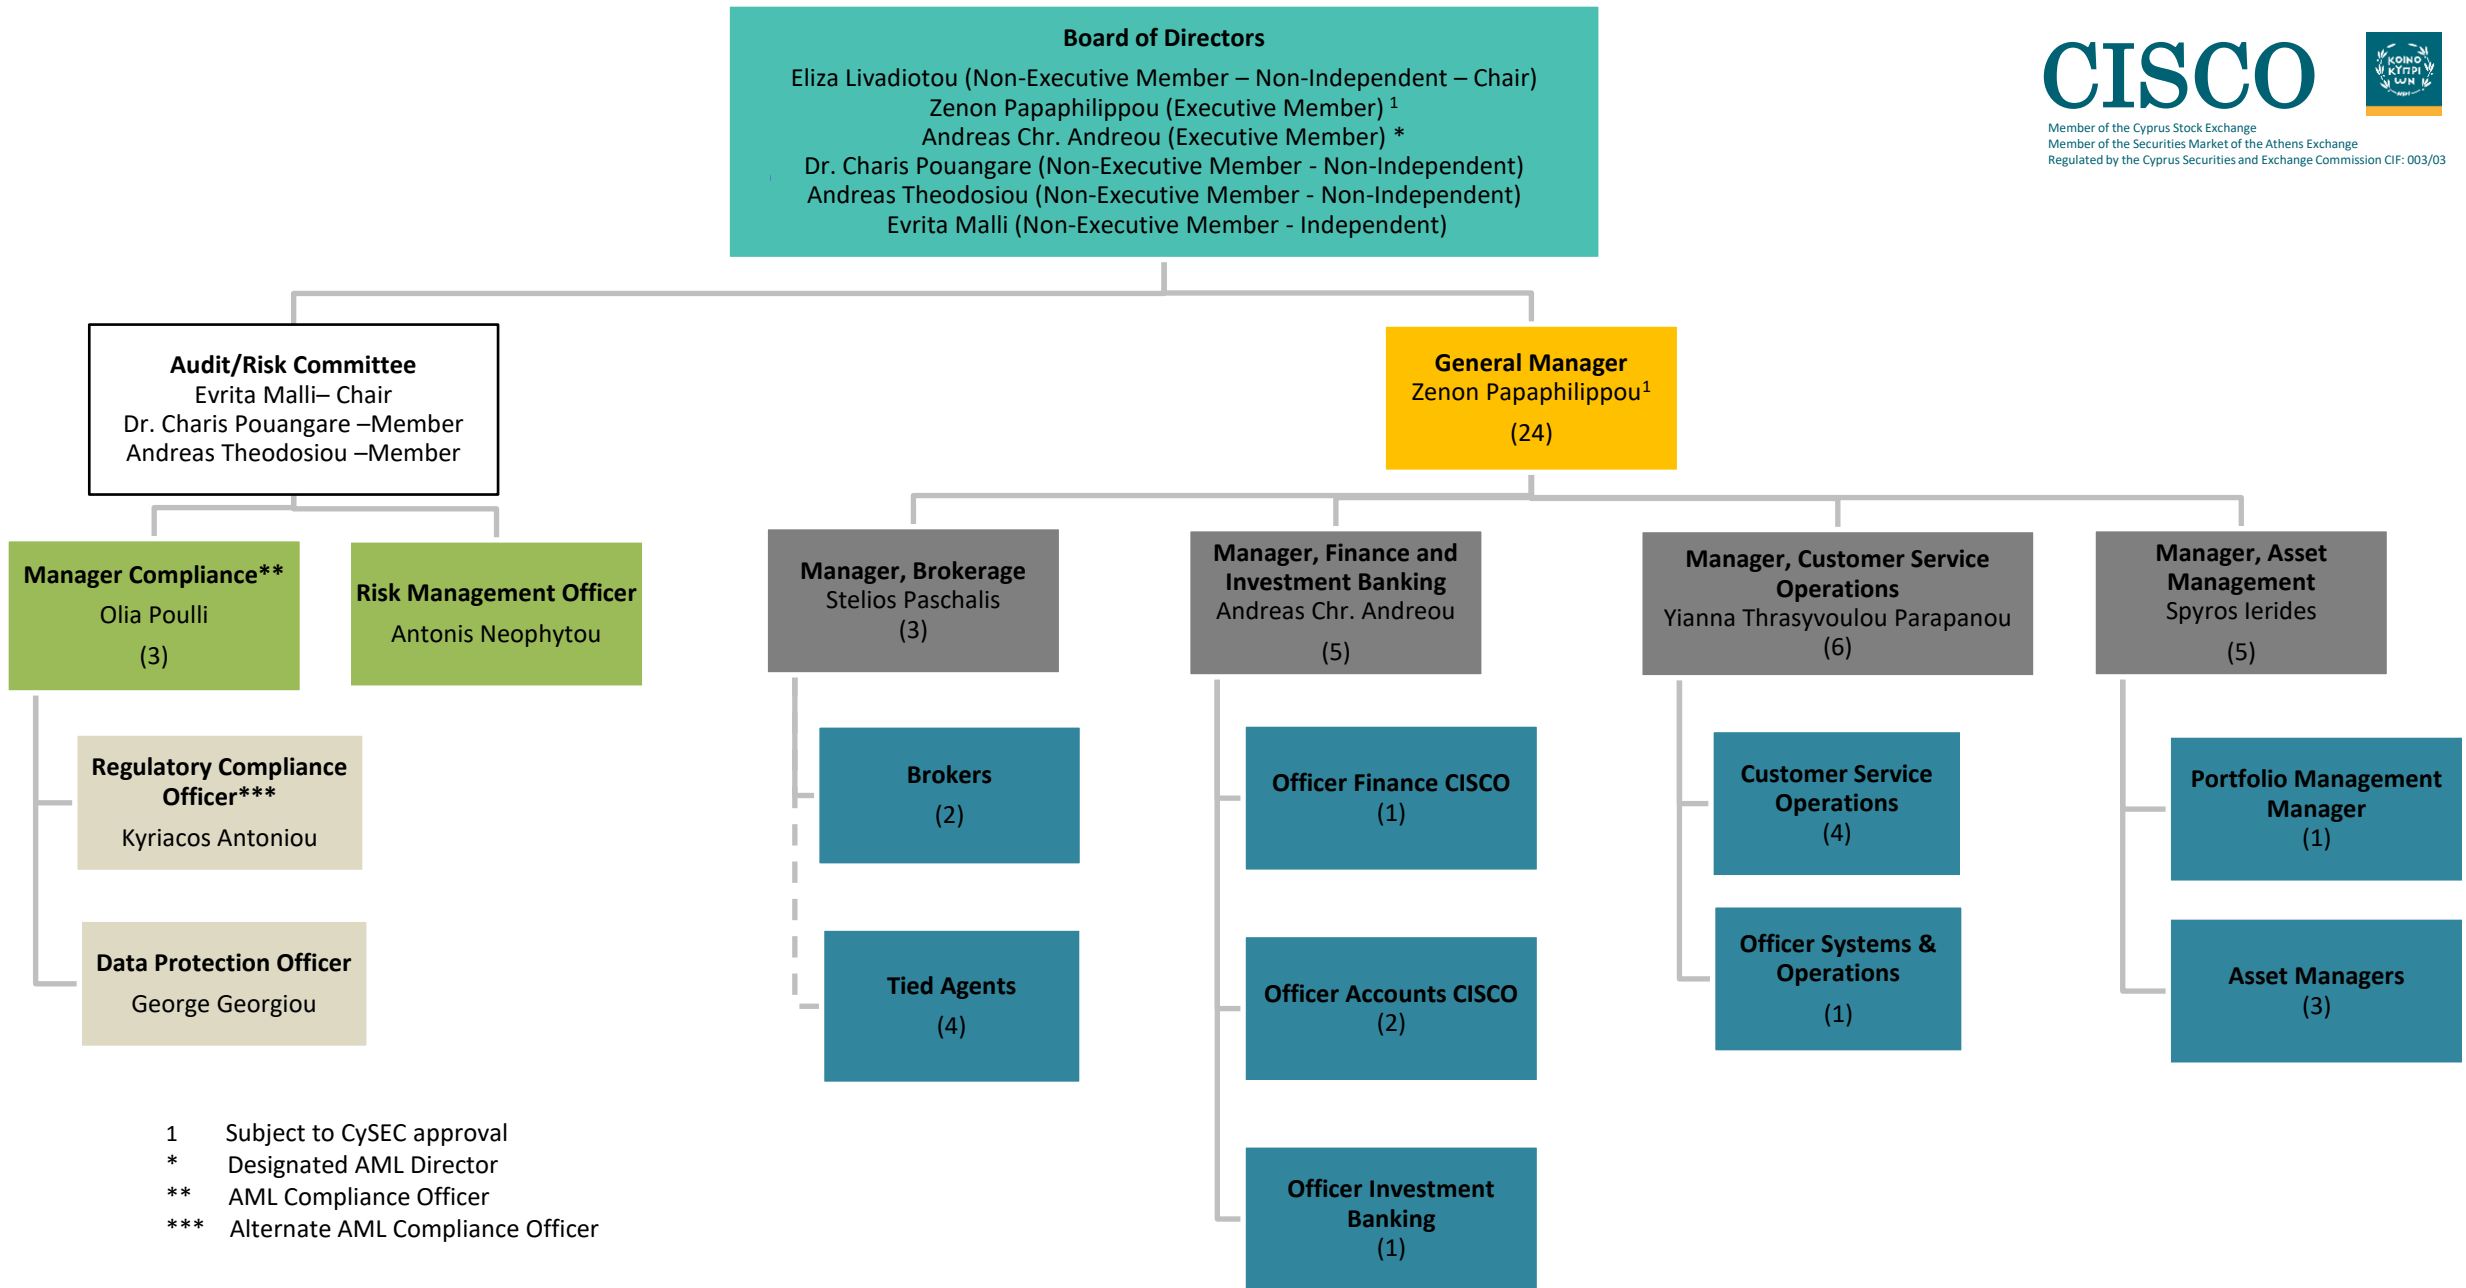 Board of Directors
Eliza Livadiotou (Non-Executive Member – Non-Independent – Chair)
Zenon Papaphilippou (Executive Member) 1
Andreas Chr. Andreou (Executive Member) *
Dr. Charis Pouangare (Non-Executive Member - Non-Independent)
Andreas Theodosiou (Non-Executive Member - Non-Independent)
Evrita Malli (Non-Executive Member - Independent)
CISCO
ΚΟΙΝΟ
ΚΥΠΡΙ
ΩΝ
Member of the Cyprus Stock Exchange
Member of the Securities Market of the Athens Exchange
Regulated by the Cyprus Securities and Exchange Commission CIF: 003/03
Audit/Risk Committee
Evrita Malli– Chair
Dr. Charis Pouangare –Member
Andreas Theodosiou –Member
General Manager
Zenon Papaphilippou1
(24)
Manager Compliance**
Olia Poulli
(3)
Risk Management Officer
Antonis Neophytou
Manager, Brokerage
Stelios Paschalis
(3)
Manager, Finance and
Investment Banking
Andreas Chr. Andreou
(5)
Manager, Customer Service
Operations
Yianna Thrasyvoulou Parapanou
(6)
Manager, Asset
Management
Spyros Ierides
(5)
Regulatory Compliance
Officer***
Kyriacos Antoniou
Data Protection Officer
George Georgiou
Brokers
(2)
Tied Agents
(4)
Officer Finance CISCO
(1)
Officer Accounts CISCO
(2)
Officer Investment
Banking
(1)
Customer Service
Operations
(4)
Officer Systems &
Operations
(1)
Portfolio Management
Manager
(1)
Asset Managers
(3)
1 Subject to CySEC approval
* Designated AML Director
** AML Compliance Officer
*** Alternate AML Compliance Officer